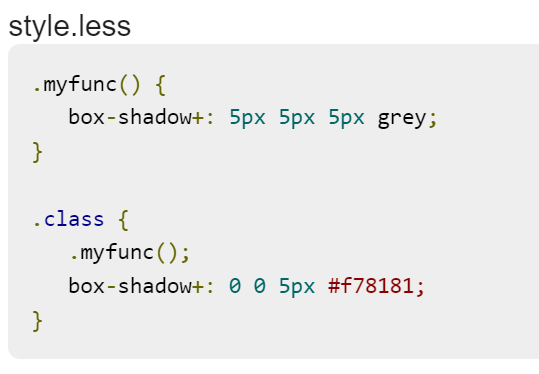 style.less
.myfunc() {
   box-shadow+: 5px 5px 5px grey;
}

.class {
   .myfunc();
   box-shadow+: 0 0 5px #f78181;
}